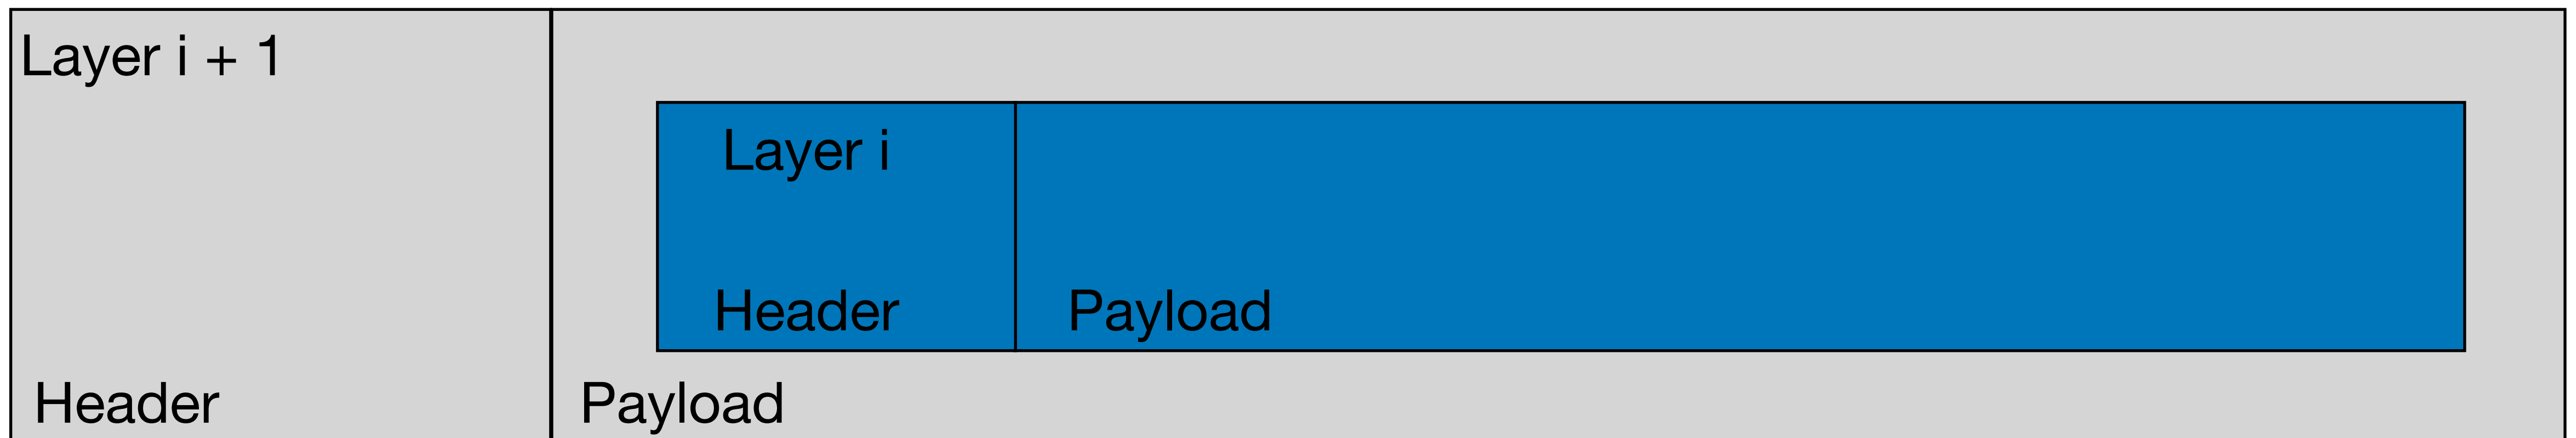 Layer i + 1
Layer i
Header
Payload
Header
Payload